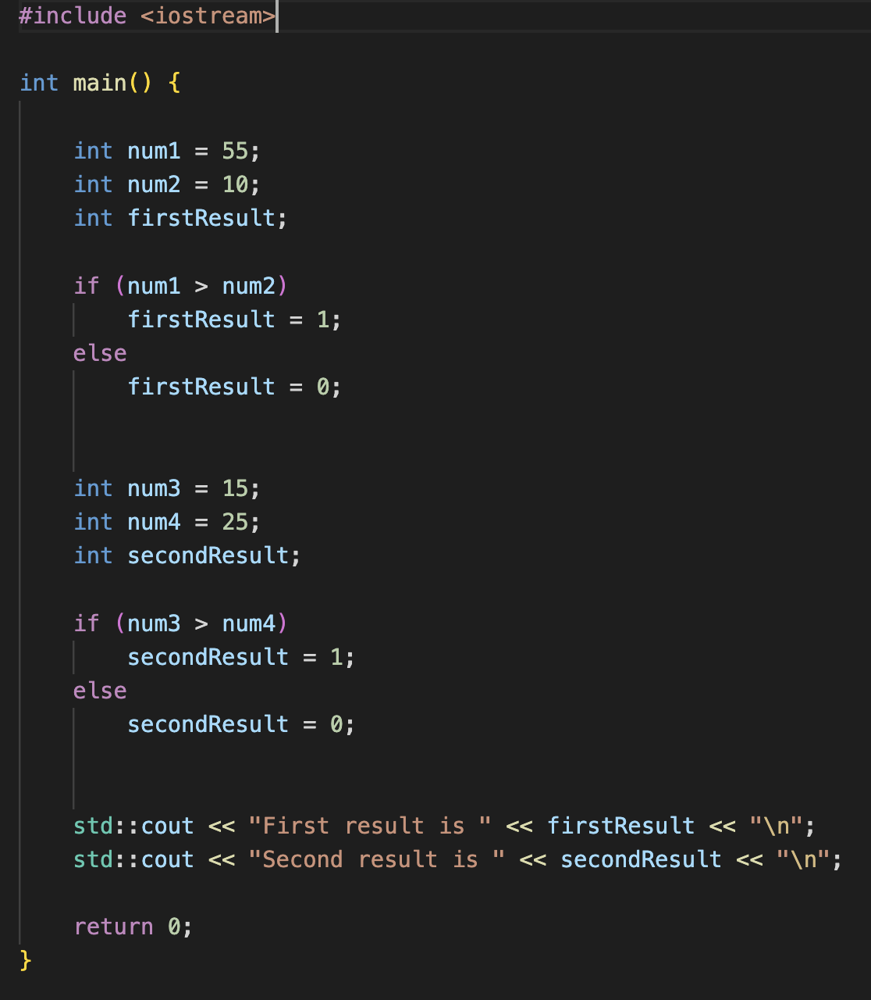 #include <iostream>
int main() {
int num1 = 55;
int num2 = 10;
int firstResult;
if (num1 > num2)
firstResult = 1;
else
firstResult = 0;
int num3 = 15;
int num4 = 25;
int secondResult;
if (num3 > num4)
secondResult = 1;
else
secondResult = 0;
std::cout << "First result is " << firstResult << "\n";
std::cout << "Second result is " << secondResult << "\n";
return 0;
}